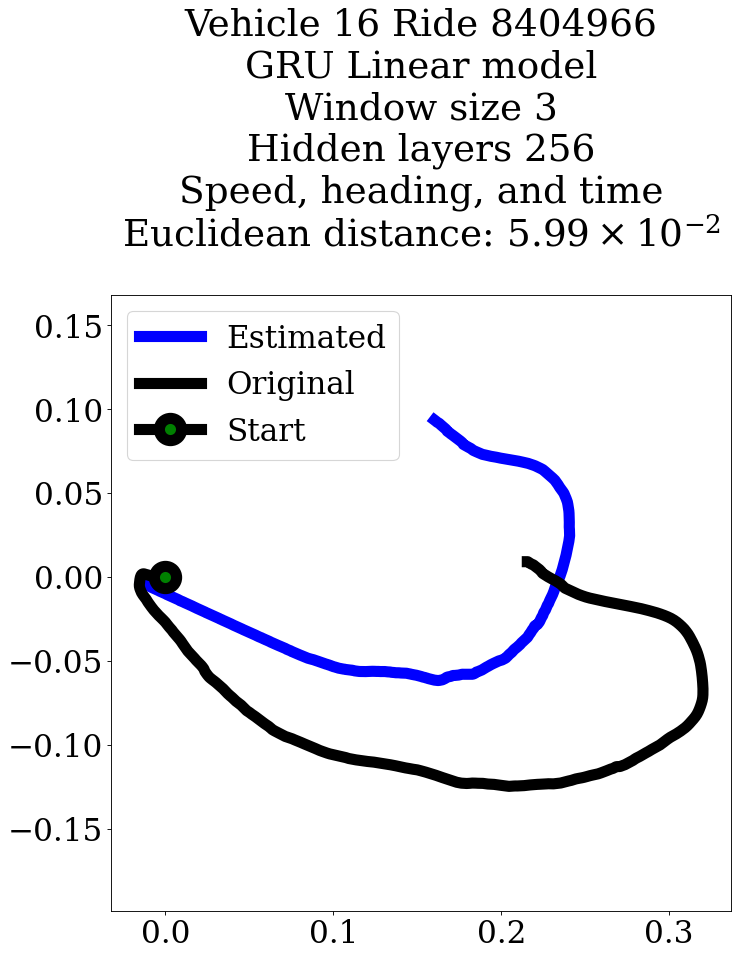 Vehicle 16 Ride 8404966
GRU Linear model
Window size 3
Hidden layers 256
Speed, heading, and time
Euclidean distance: 5.99 × 10⁻²
Estimated
Original
Start
0.15
0.10
0.05
0.00
−0.05
−0.10
−0.15
0.0 0.1 0.2 0.3